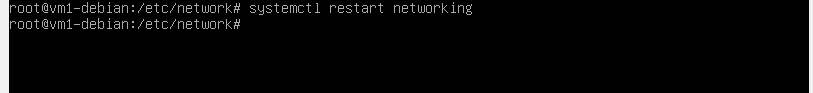 root@vm1-debian:/etc/network# systemctl restart networking
root@vm1-debian:/etc/network#